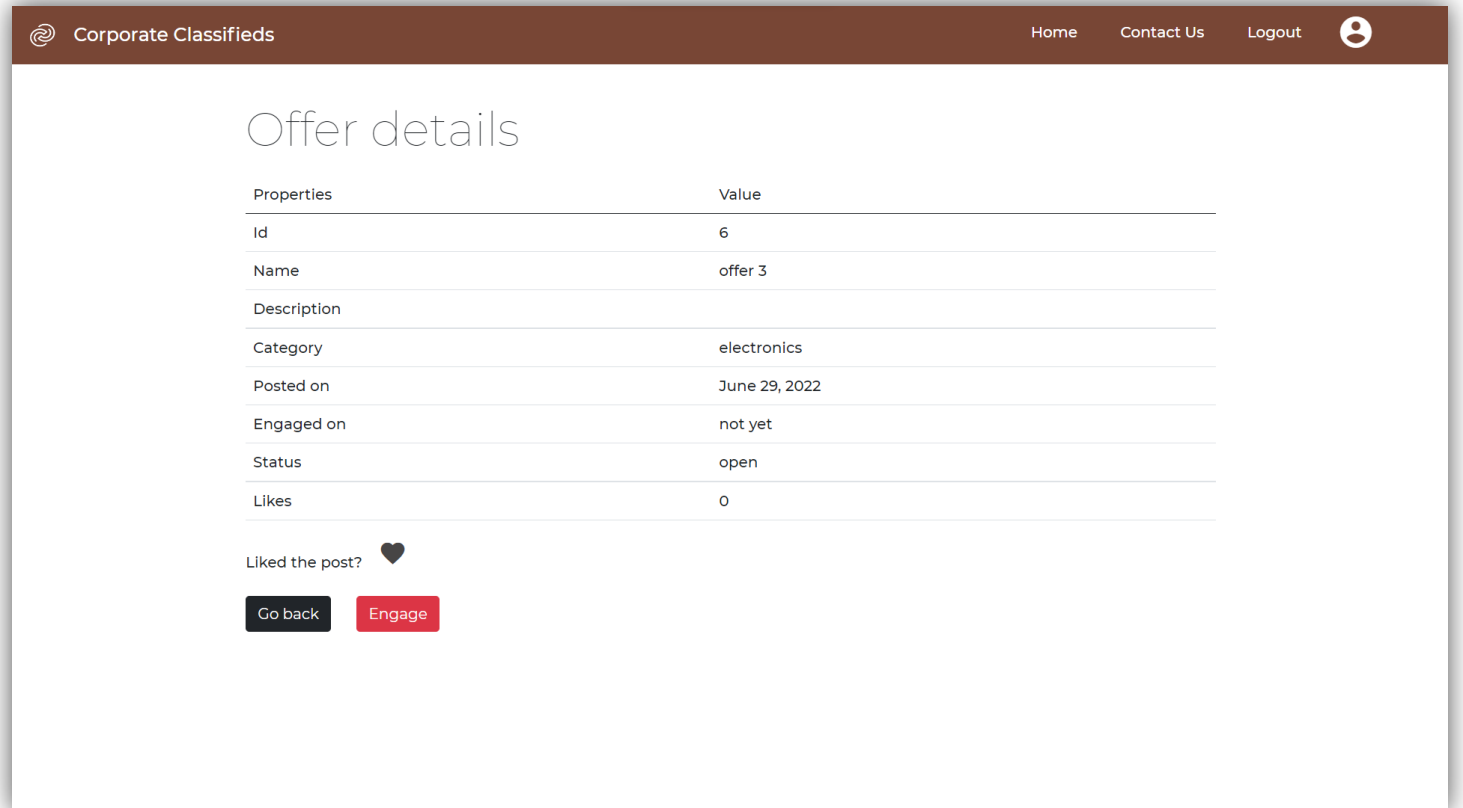 Corporate Classifieds Home Contact Us Logout
Offer details
Properties Value
Id 6
Name offer 3
Description
Category electronics
Posted on June 29, 2022
Engaged on not yet
Status open
Likes 0
Liked the post?
Go back Engage